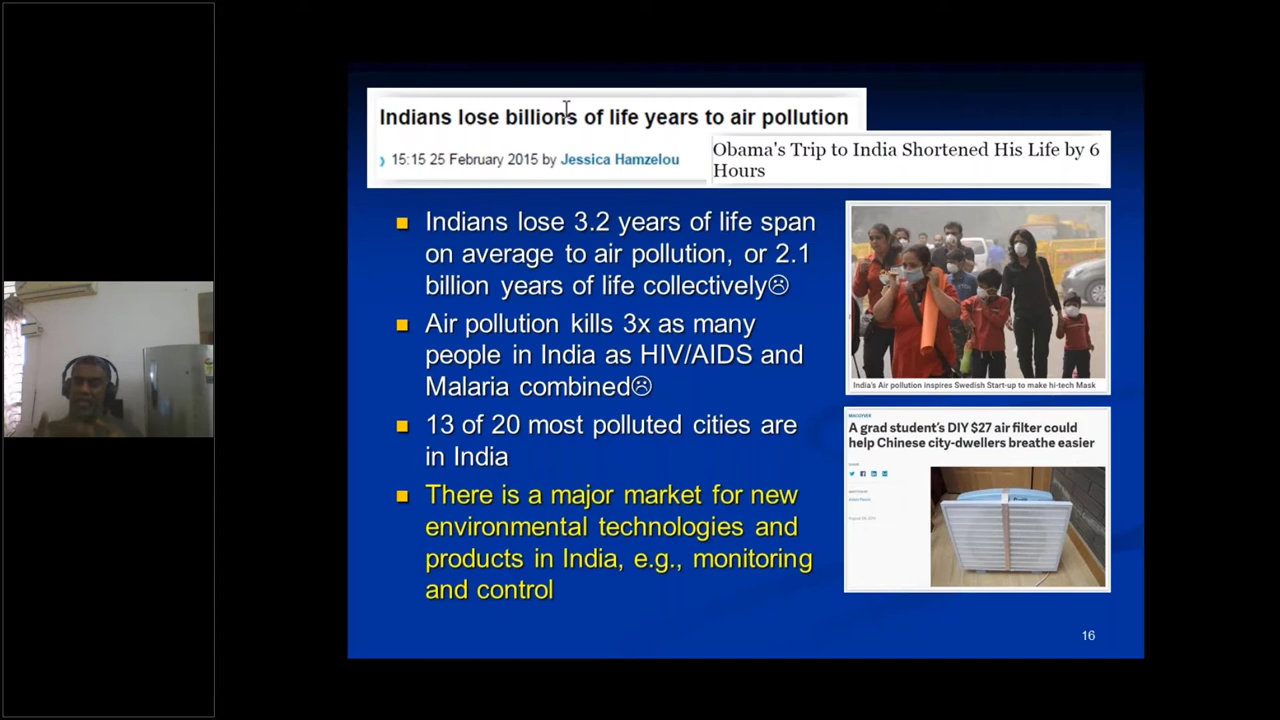 Indians lose billions of life years to air pollution
15:15 25 February 2015 by Jessica Hamzelou
Obama's Trip to India Shortened His Life by 6
Hours
Indians lose 3.2 years of life span
on average to air pollution, or 2.1
billion years of life collectively☹
Air pollution kills 3x as many
people in India as HIV/AIDS and
Malaria combined☹
13 of 20 most polluted cities are
in India
There is a major market for new
environmental technologies and
products in India, e.g., monitoring
and control
India's Air pollution inspires Swedish Start-up to make hi-tech Mask
A grad student's DIY $27 air filter could
help Chinese city-dwellers breathe easier
16